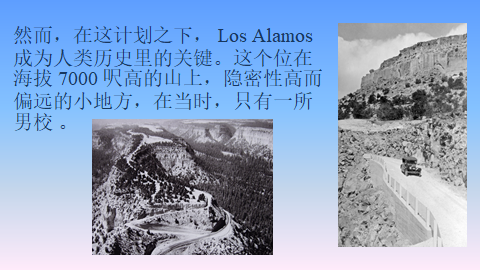 然而，在这计划之下， Los Alamos
成为人类历史里的关键。这个位在
海拔 7000 呎高的山上，隐密性高而
偏远的小地方，在当时，只有一所
男校 。